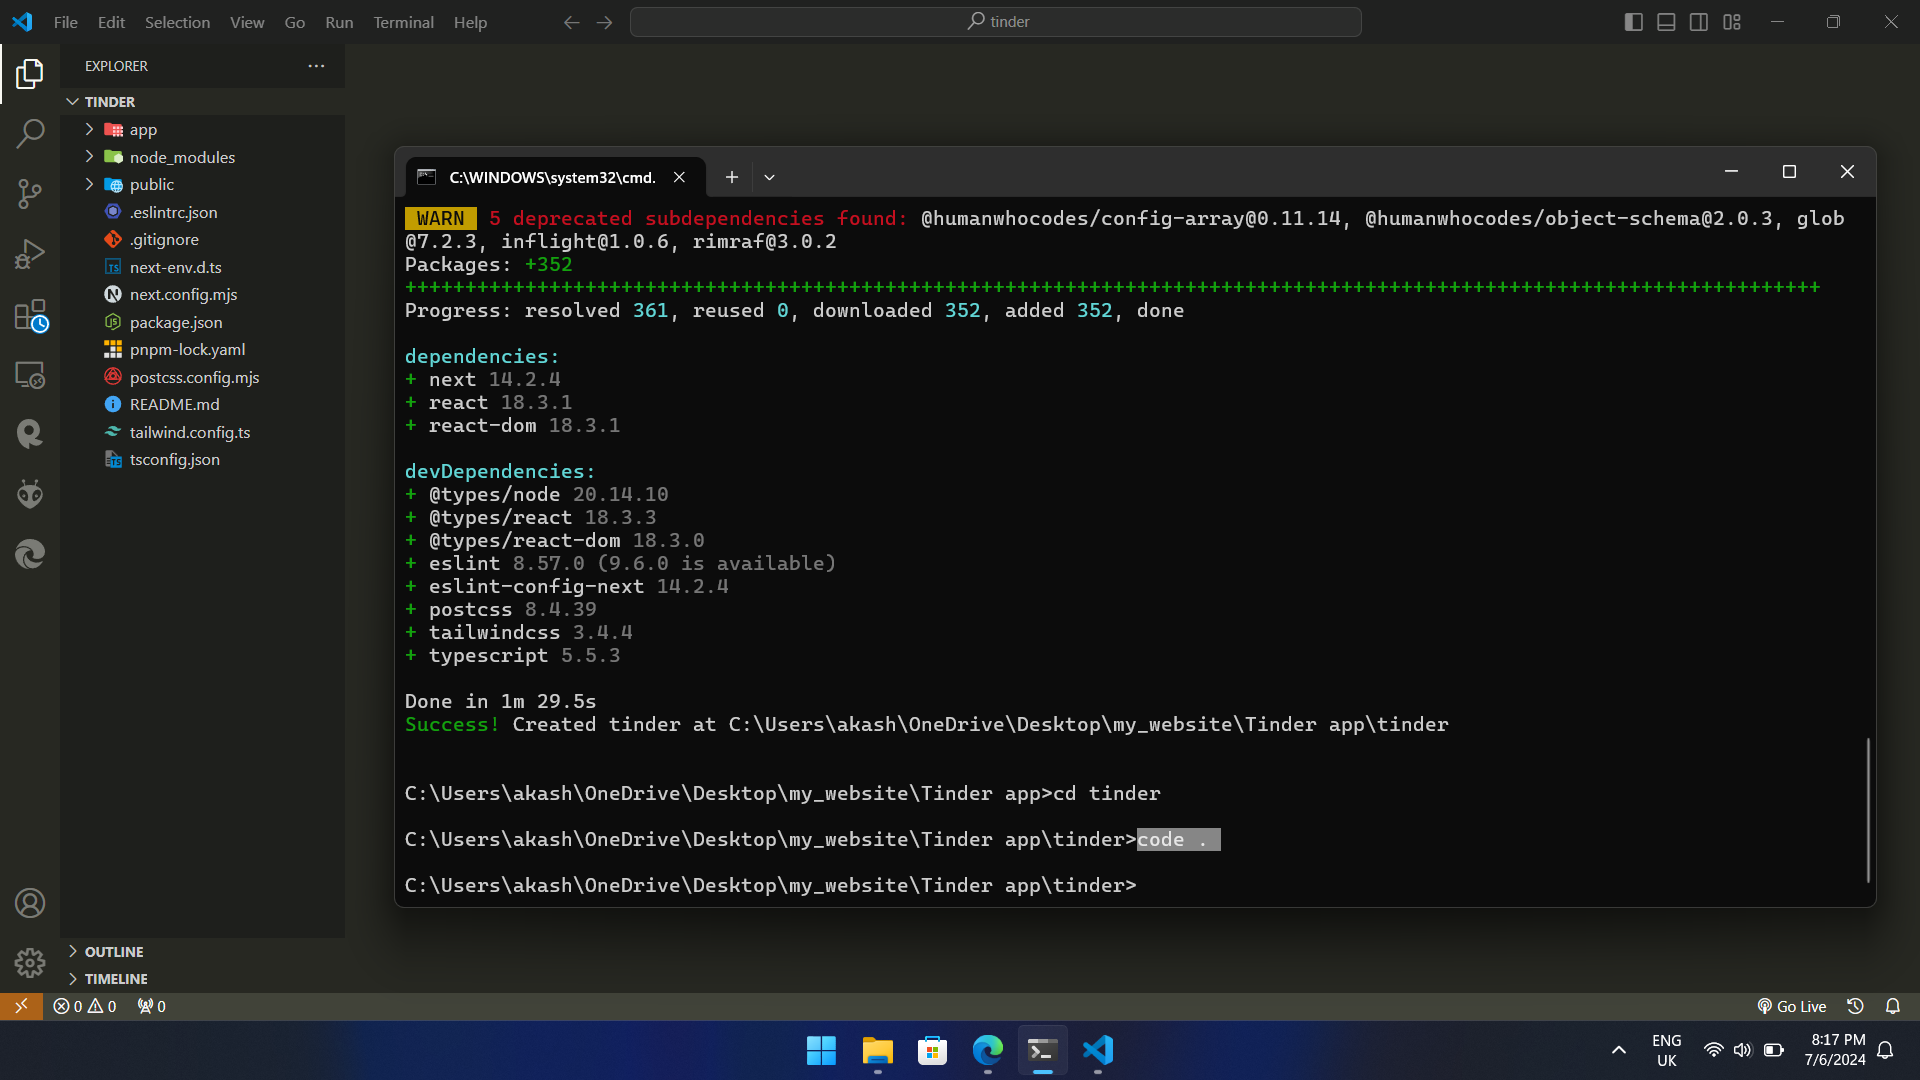 File Edit Selection View Go Run Terminal Help
tinder
EXPLORER
TINDER
app
node_modules
public
.eslintrc.json
.gitignore
next-env.d.ts
next.config.mjs
package.json
pnpm-lock.yaml
postcss.config.mjs
README.md
tailwind.config.ts
tsconfig.json
OUTLINE
TIMELINE
C:\WINDOWS\system32\cmd.
WARN 5 deprecated subdependencies found: @humanwhocodes/config-array@0.11.14, @humanwhocodes/object-schema@2.0.3, glob
@7.2.3, inflight@1.0.6, rimraf@3.0.2
Packages: +352
++++++++++++++++++++++++++++++++++++++++++++++++++++++++++++++++++++++++++++++++++++++++++++++++++++++++++++++++++++++
Progress: resolved 361, reused 0, downloaded 352, added 352, done
dependencies:
+ next 14.2.4
+ react 18.3.1
+ react-dom 18.3.1
devDependencies:
+ @types/node 20.14.10
+ @types/react 18.3.3
+ @types/react-dom 18.3.0
+ eslint 8.57.0 (9.6.0 is available)
+ eslint-config-next 14.2.4
+ postcss 8.4.39
+ tailwindcss 3.4.4
+ typescript 5.5.3
Done in 1m 29.5s
Success! Created tinder at C:\Users\akash\OneDrive\Desktop\my_website\Tinder app\tinder
C:\Users\akash\OneDrive\Desktop\my_website\Tinder app>cd tinder
C:\Users\akash\OneDrive\Desktop\my_website\Tinder app\tinder>code .
C:\Users\akash\OneDrive\Desktop\my_website\Tinder app\tinder>
0 0 0
Go Live
ENG
UK
8:17 PM
7/6/2024